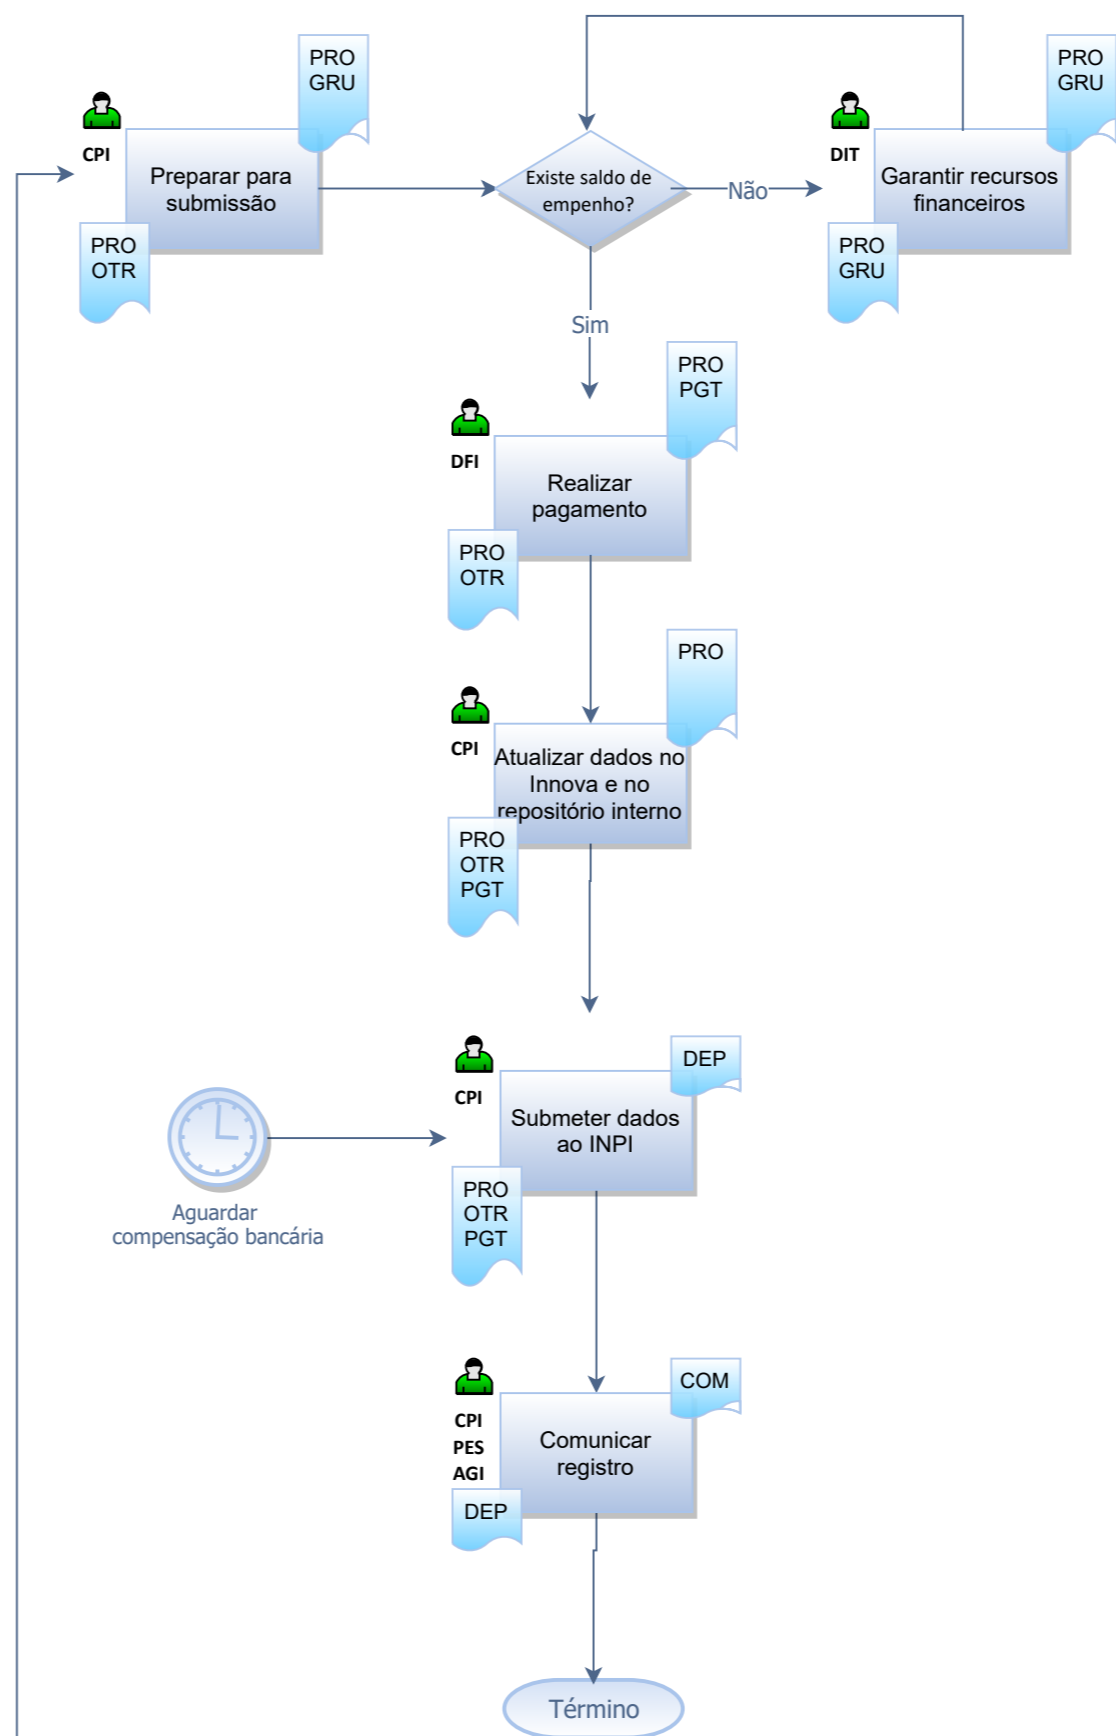 PRO
GRU
CPI
Preparar para
submissão
PRO
OTR
Existe saldo de
empenho?
Não
PRO
GRU
DIT
Garantir recursos
financeiros
PRO
GRU
Sim
PRO
PGT
DFI
Realizar
pagamento
PRO
OTR
PRO
CPI
Atualizar dados no
Innova e no
repositório interno
PRO
OTR
PGT
DEP
CPI
Submeter dados
ao INPI
PRO
OTR
PGT
Aguardar
compensação bancária
COM
CPI
PES
AGI
Comunicar
registro
DEP
Término